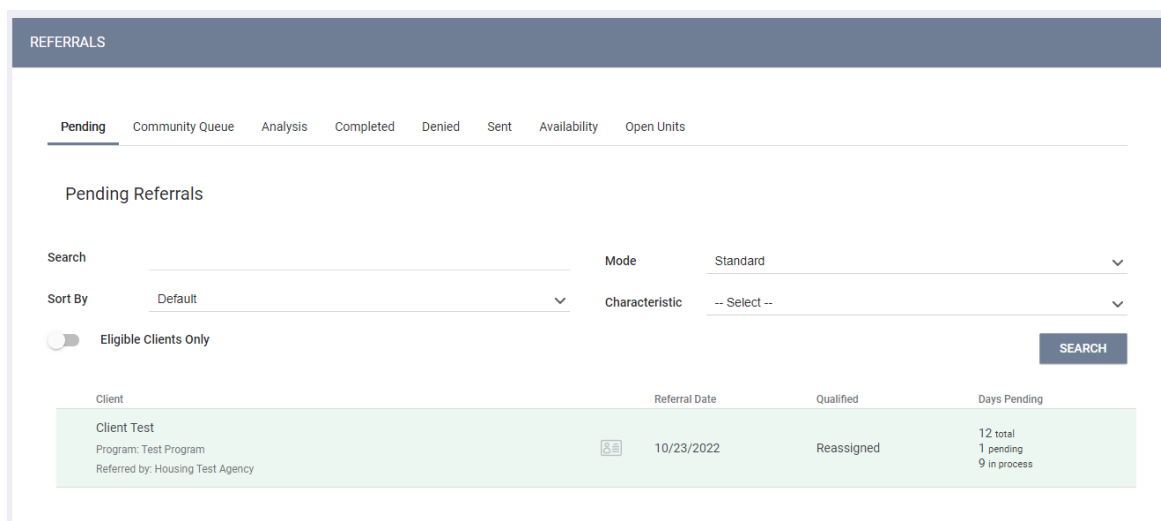 REFERRALS
Pending Community Queue Analysis Completed Denied Sent Availability Open Units
Pending Referrals
Search
Mode Standard
Sort By Default
Characteristic -- Select --
Eligible Clients Only
SEARCH
Client Referral Date Qualified Days Pending
Client Test
Program: Test Program
Referred by: Housing Test Agency
10/23/2022 Reassigned
12 total
1 pending
9 in process